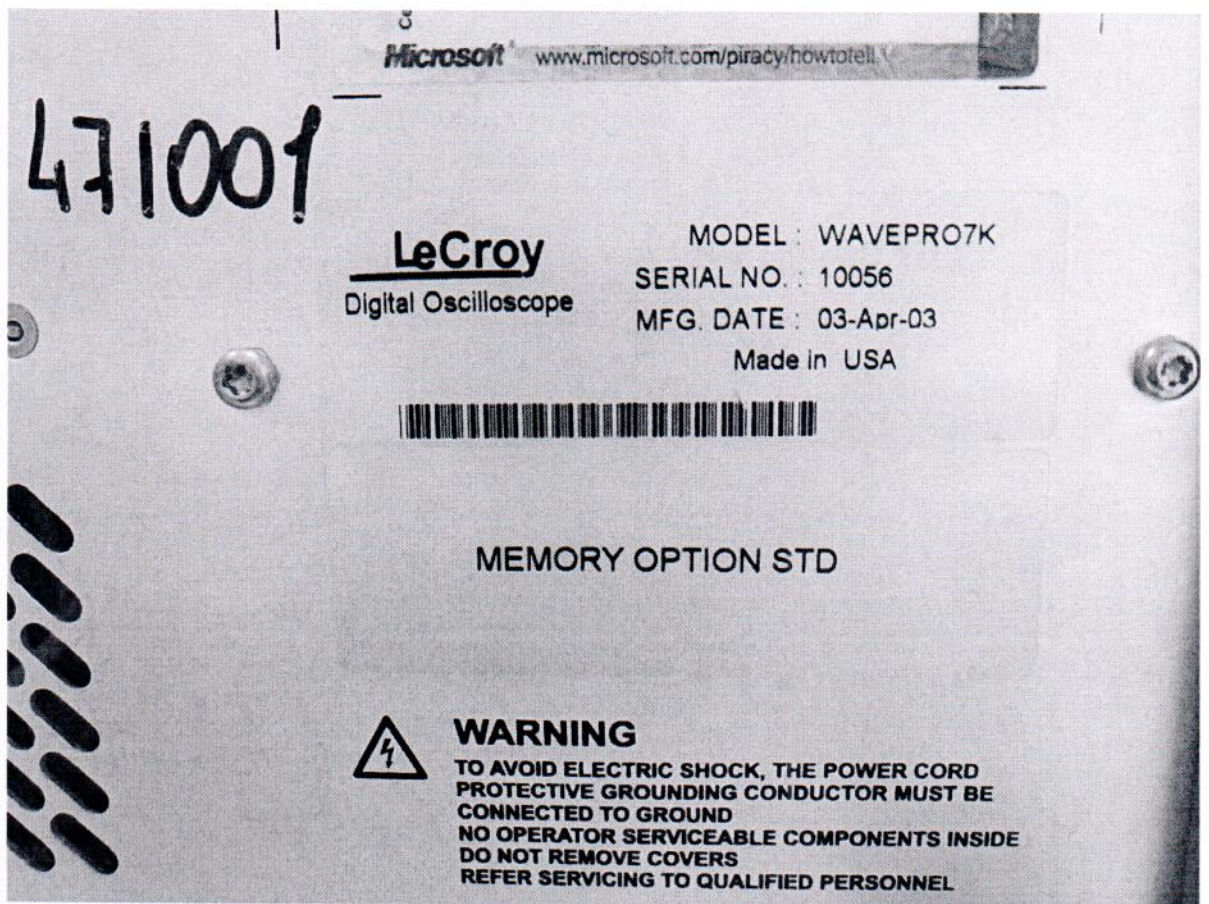 Microsoft www.microsoft.com/piracy/howtotell
471001
LeCroy
Digital Oscilloscope
MODEL : WAVEPRO7K
SERIAL NO. : 10056
MFG. DATE : 03-Apr-03
Made in USA
MEMORY OPTION STD
WARNING
TO AVOID ELECTRIC SHOCK, THE POWER CORD
PROTECTIVE GROUNDING CONDUCTOR MUST BE
CONNECTED TO GROUND
NO OPERATOR SERVICEABLE COMPONENTS INSIDE
DO NOT REMOVE COVERS
REFER SERVICING TO QUALIFIED PERSONNEL